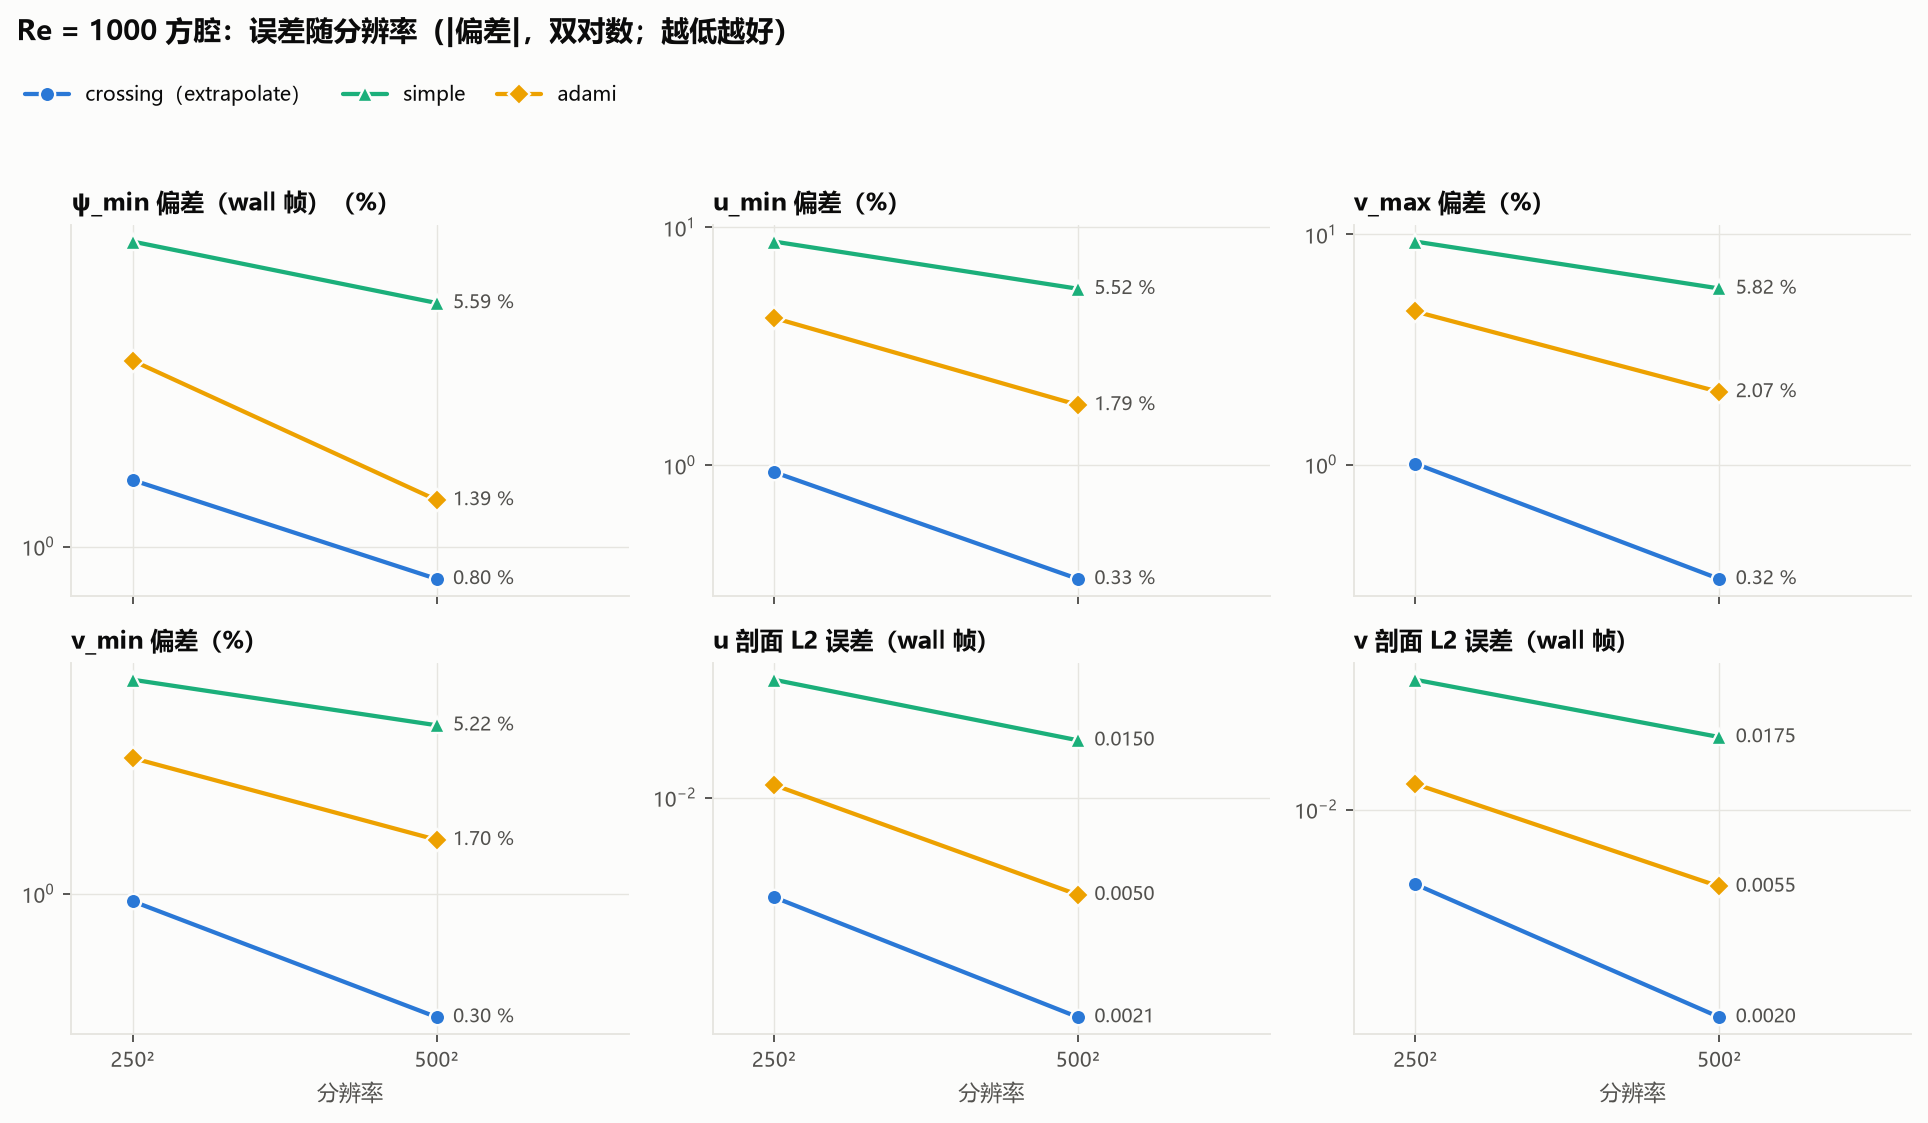 Re = 1000 方腔：误差随分辨率（|偏差|，双对数；越低越好）
crossing（extrapolate） simple adami
ψ_min 偏差（wall 帧）（%）
5.59 %
1.39 %
10⁰
0.80 %
u_min 偏差（%）
10¹
5.52 %
1.79 %
10⁰
0.33 %
v_max 偏差（%）
10¹
5.82 %
2.07 %
10⁰
0.32 %
v_min 偏差（%）
5.22 %
1.70 %
10⁰
0.30 %
250² 500²
分辨率
u 剖面 L2 误差（wall 帧）
0.0150
10⁻²
0.0050
0.0021
250² 500²
分辨率
v 剖面 L2 误差（wall 帧）
0.0175
10⁻²
0.0055
0.0020
250² 500²
分辨率